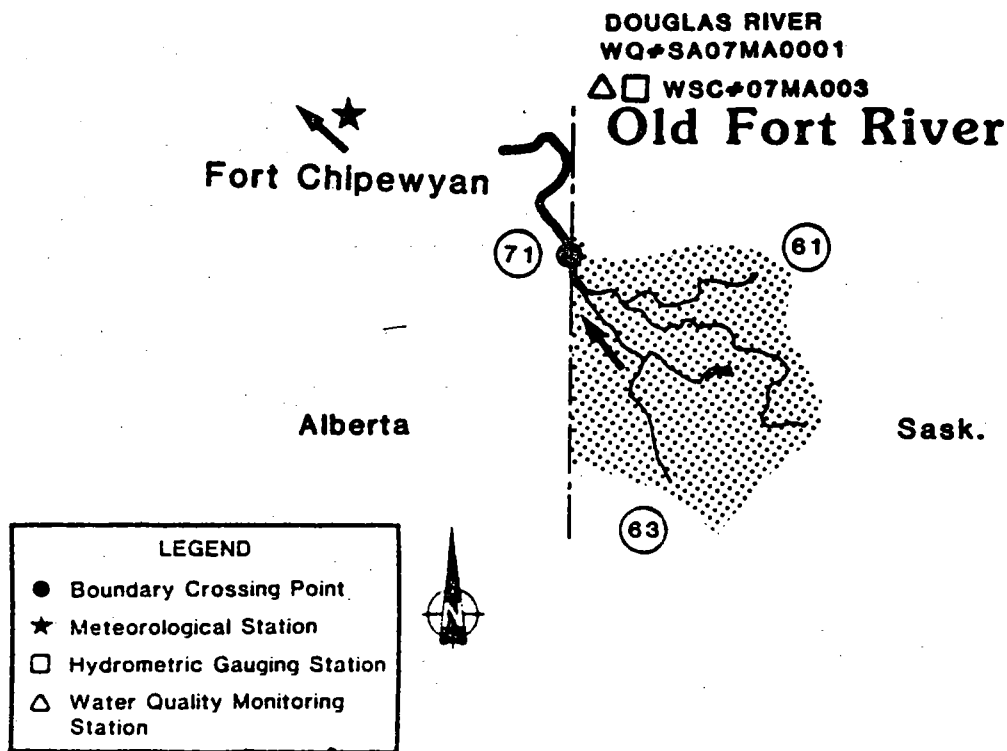 DOUGLAS RIVER
WQ#SA07MA0001
WSC#07MA003
Old Fort River
Fort Chipewyan
71
61
Alberta
Sask.
63
LEGEND
Boundary Crossing Point
Meteorological Station
Hydrometric Gauging Station
Water Quality Monitoring
Station
N